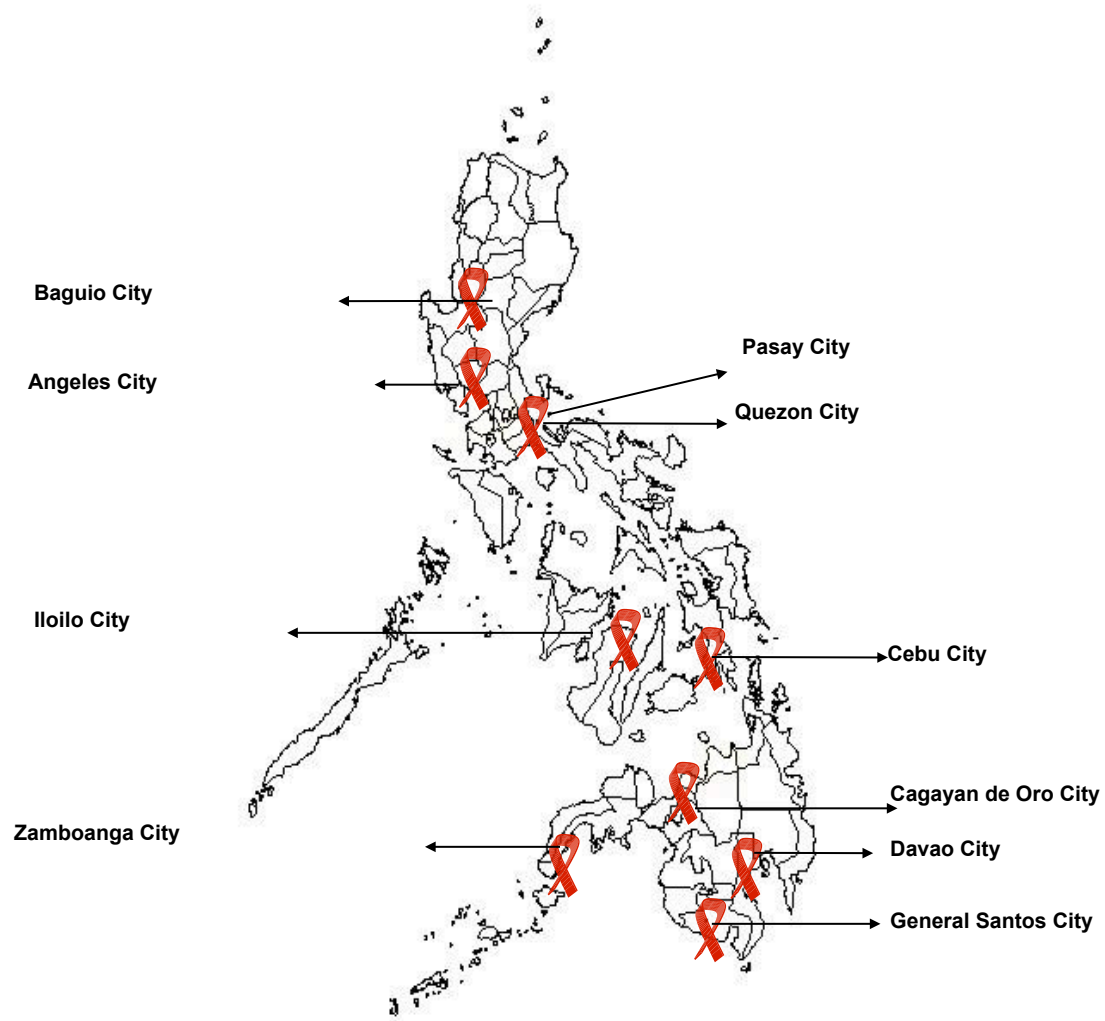 Baguio City
Pasay City
Angeles City
Quezon City
Iloilo City
Cebu City
Cagayan de Oro City
Zamboanga City
Davao City
General Santos City